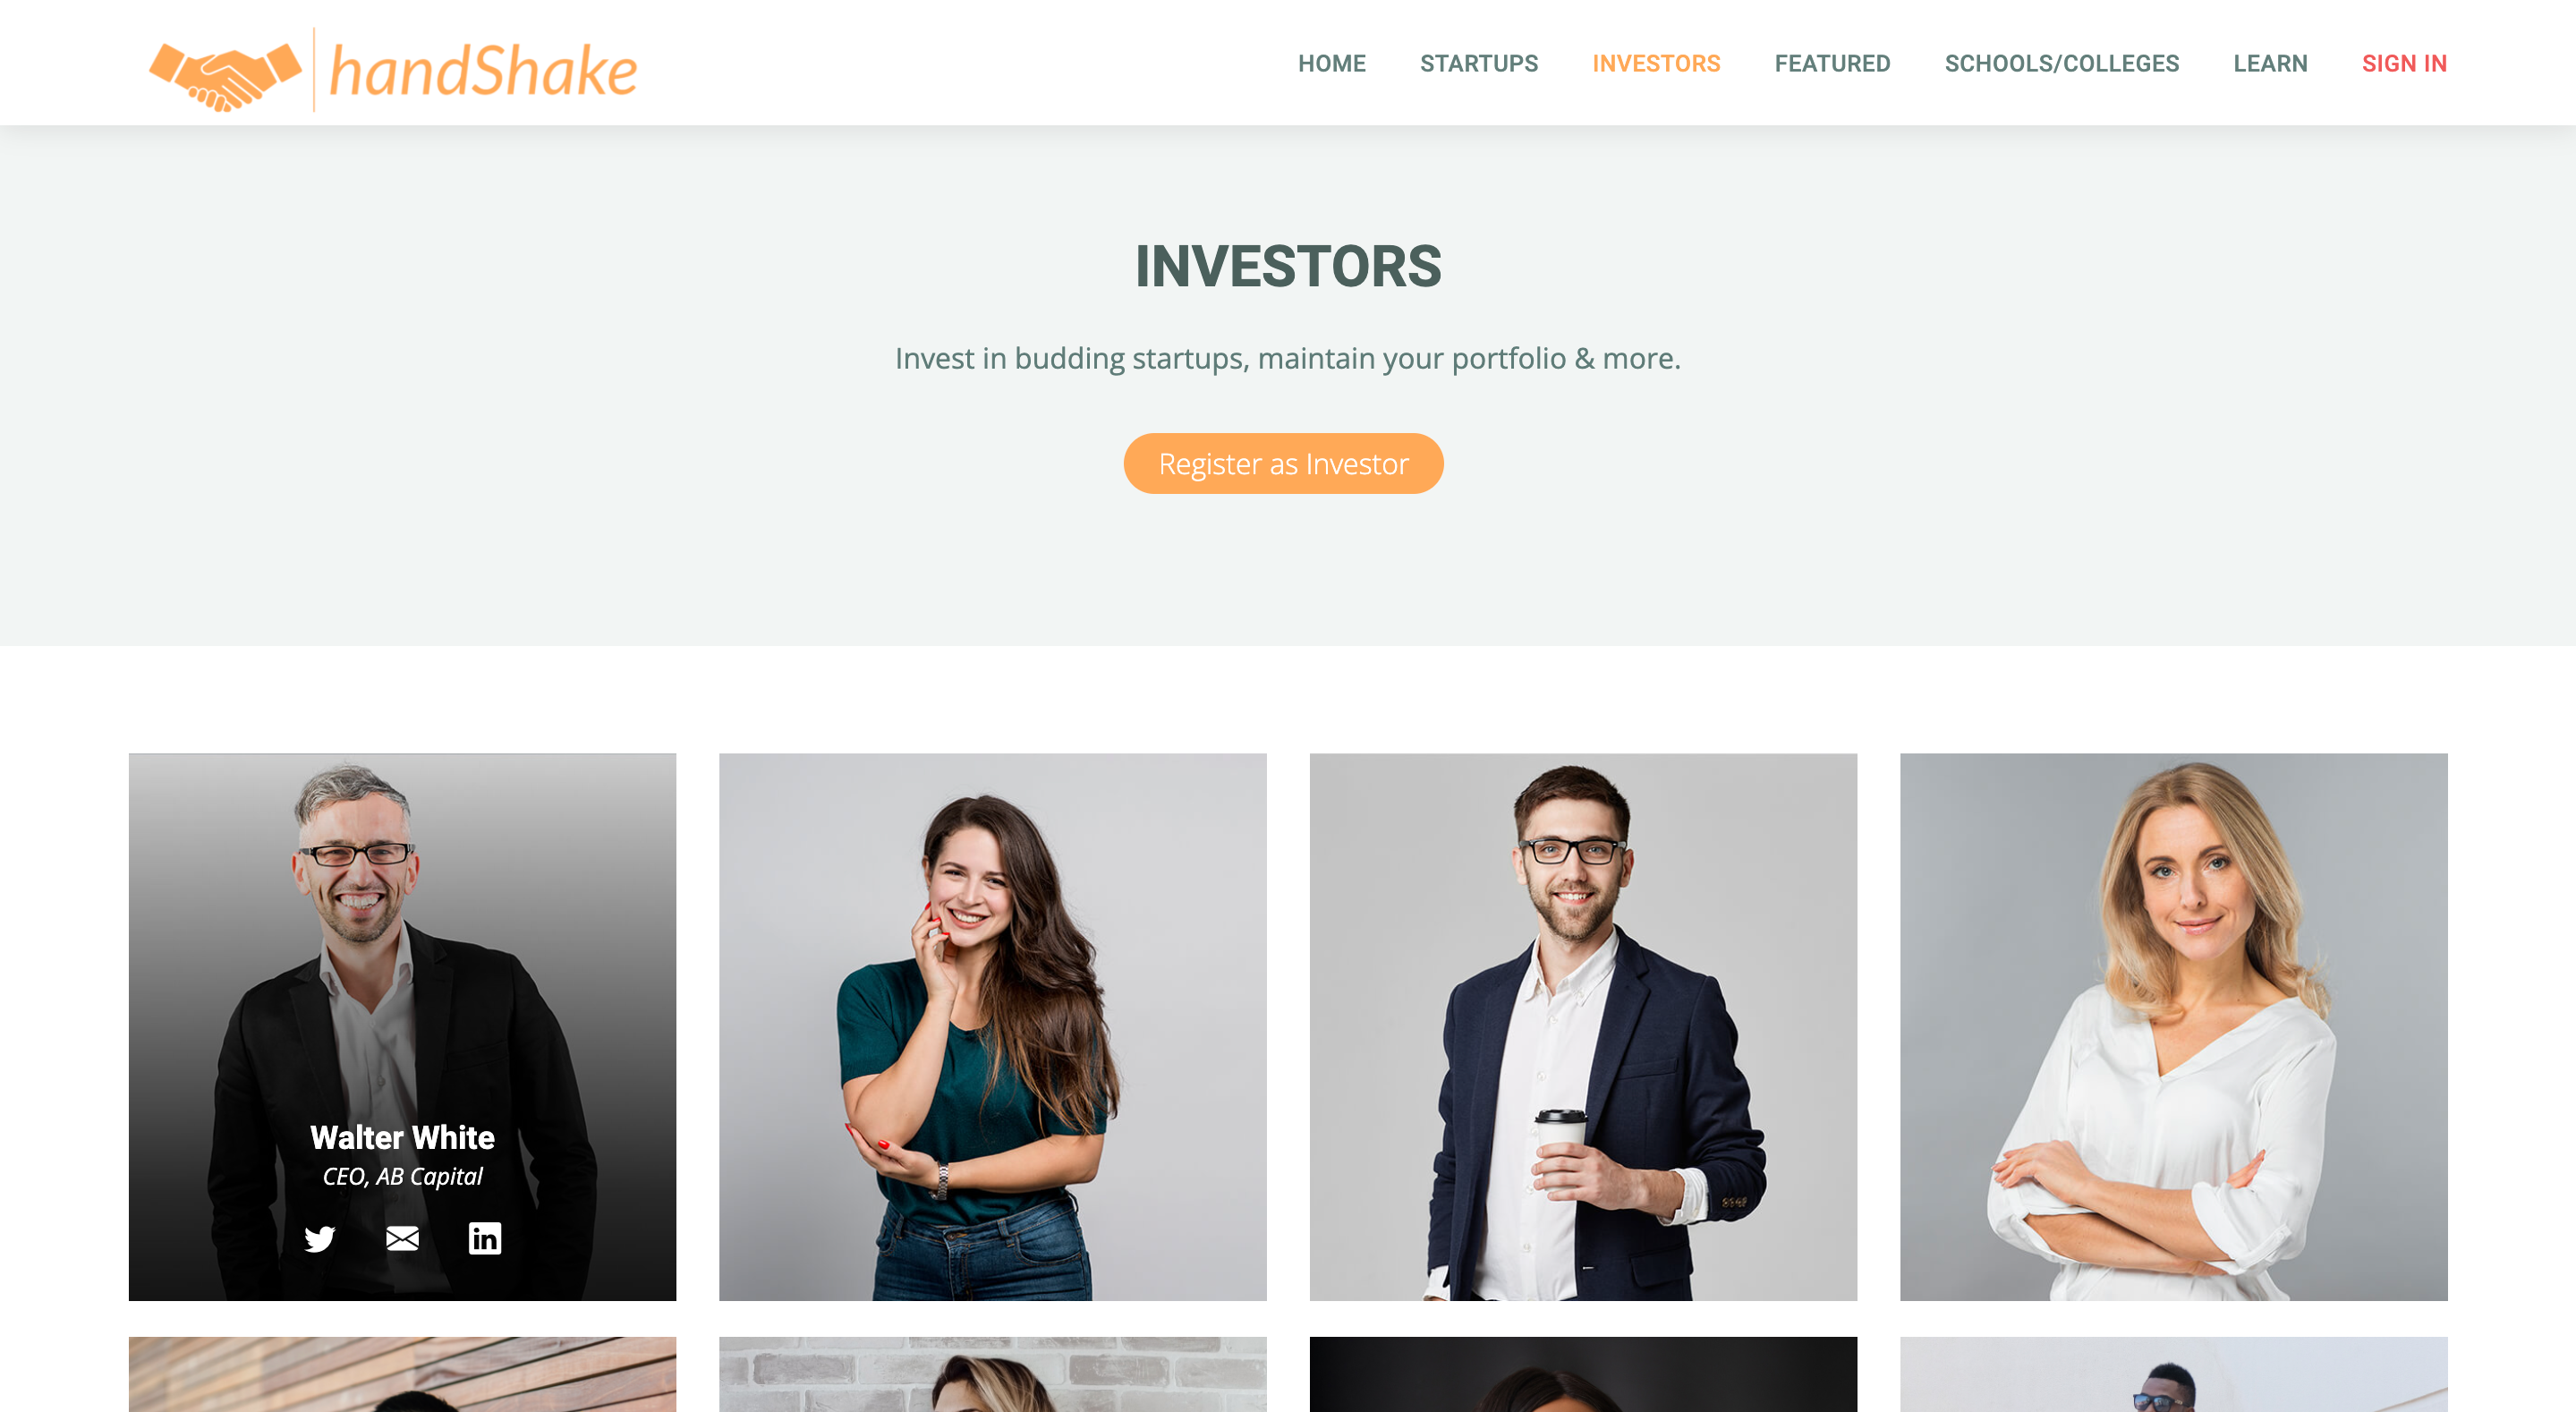 handShake
HOME STARTUPS INVESTORS FEATURED SCHOOLS/COLLEGES LEARN SIGN IN
INVESTORS
Invest in budding startups, maintain your portfolio & more.
Register as Investor
Walter White
CEO, AB Capital
in